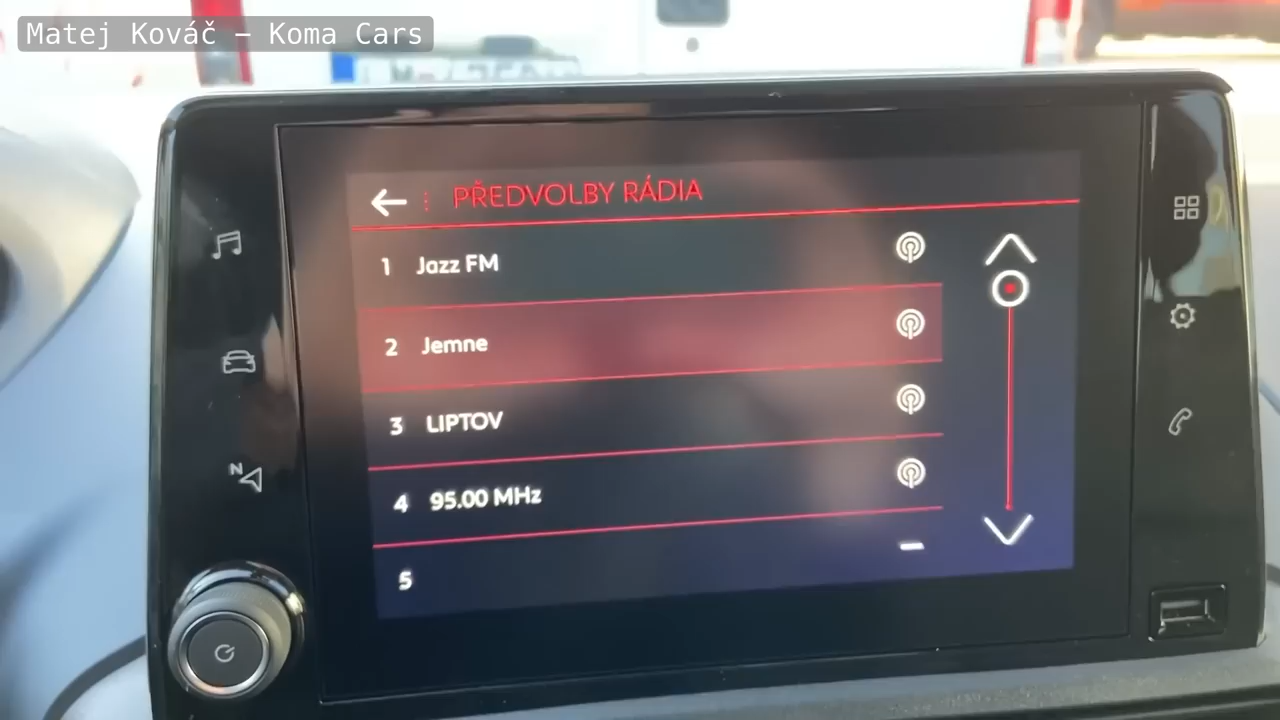 Matej Kováč – Koma Cars
PŘEDVOLBY RÁDIA
1 Jazz FM
2 Jemne
3 LIPTOV
4 95.00 MHz
5
N